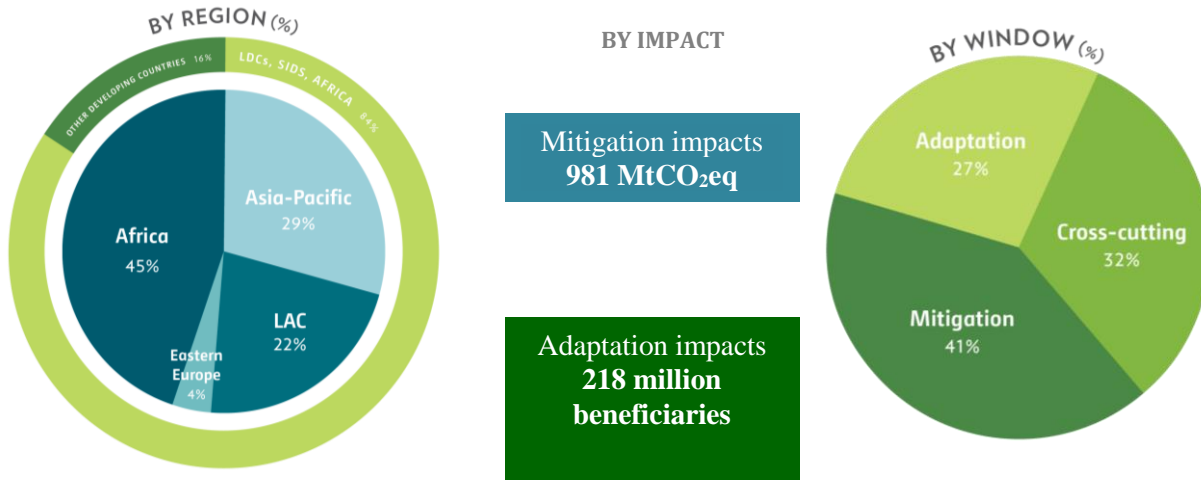 BY REGION (%)
OTHER DEVELOPING COUNTRIES 16%
LDCs, SIDS, AFRICA 84%
Asia-Pacific
29%
Africa
45%
LAC
22%
Eastern
Europe
4%
BY IMPACT
Mitigation impacts
981 MtCO₂eq
Adaptation impacts
218 million
beneficiaries
BY WINDOW (%)
Adaptation
27%
Cross-cutting
32%
Mitigation
41%